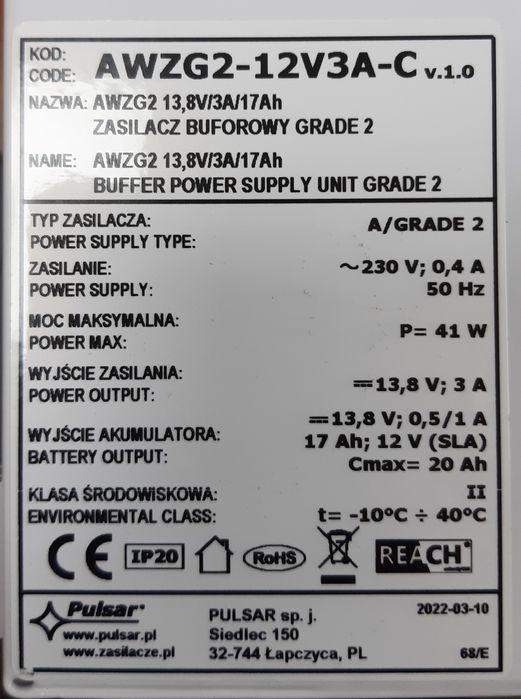 KOD:
CODE: AWZG2-12V3A-C v.1.0
NAZWA: AWZG2 13,8V/3A/17Ah
ZASILACZ BUFOROWY GRADE 2
NAME: AWZG2 13,8V/3A/17Ah
BUFFER POWER SUPPLY UNIT GRADE 2
TYP ZASILACZA:
POWER SUPPLY TYPE: A/GRADE 2
ZASILANIE: ~230 V; 0,4 A
POWER SUPPLY: 50 Hz
MOC MAKSYMALNA:
POWER MAX: P= 41 W
WYJŚCIE ZASILANIA:
POWER OUTPUT: ⎓13,8 V; 3 A
⎓13,8 V; 0,5/1 A
WYJŚCIE AKUMULATORA: 17 Ah; 12 V (SLA)
BATTERY OUTPUT: Cmax= 20 Ah
KLASA ŚRODOWISKOWA: II
ENVIRONMENTAL CLASS: t= -10ºC ÷ 40ºC
CE IP20 RoHS REACH
Pulsar PULSAR sp. j. 2022-03-10
www.pulsar.pl Siedlec 150
www.zasilacze.pl 32-744 Łapczyca, PL 68/E